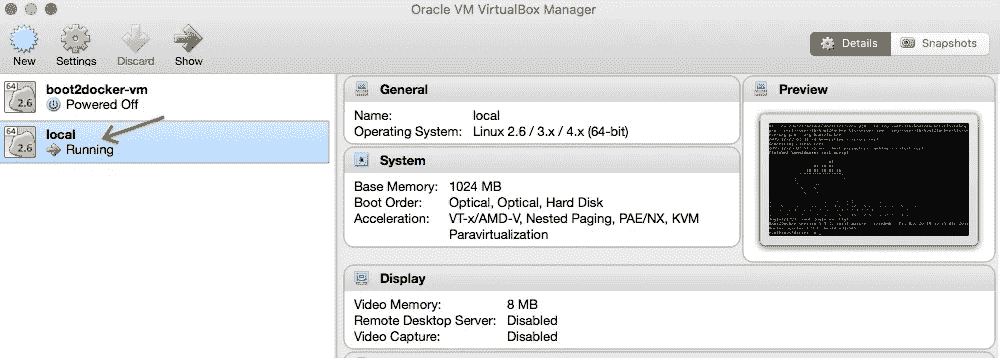 Oracle VM VirtualBox Manager
New Settings Discard Show
Details Snapshots
64 2.6 boot2docker-vm
Powered Off
64 2.6 local
Running
General
Name: local
Operating System: Linux 2.6 / 3.x / 4.x (64-bit)
System
Base Memory: 1024 MB
Boot Order: Optical, Optical, Hard Disk
Acceleration: VT-x/AMD-V, Nested Paging, PAE/NX, KVM
Paravirtualization
Preview
Display
Video Memory: 8 MB
Remote Desktop Server: Disabled
Video Capture: Disabled